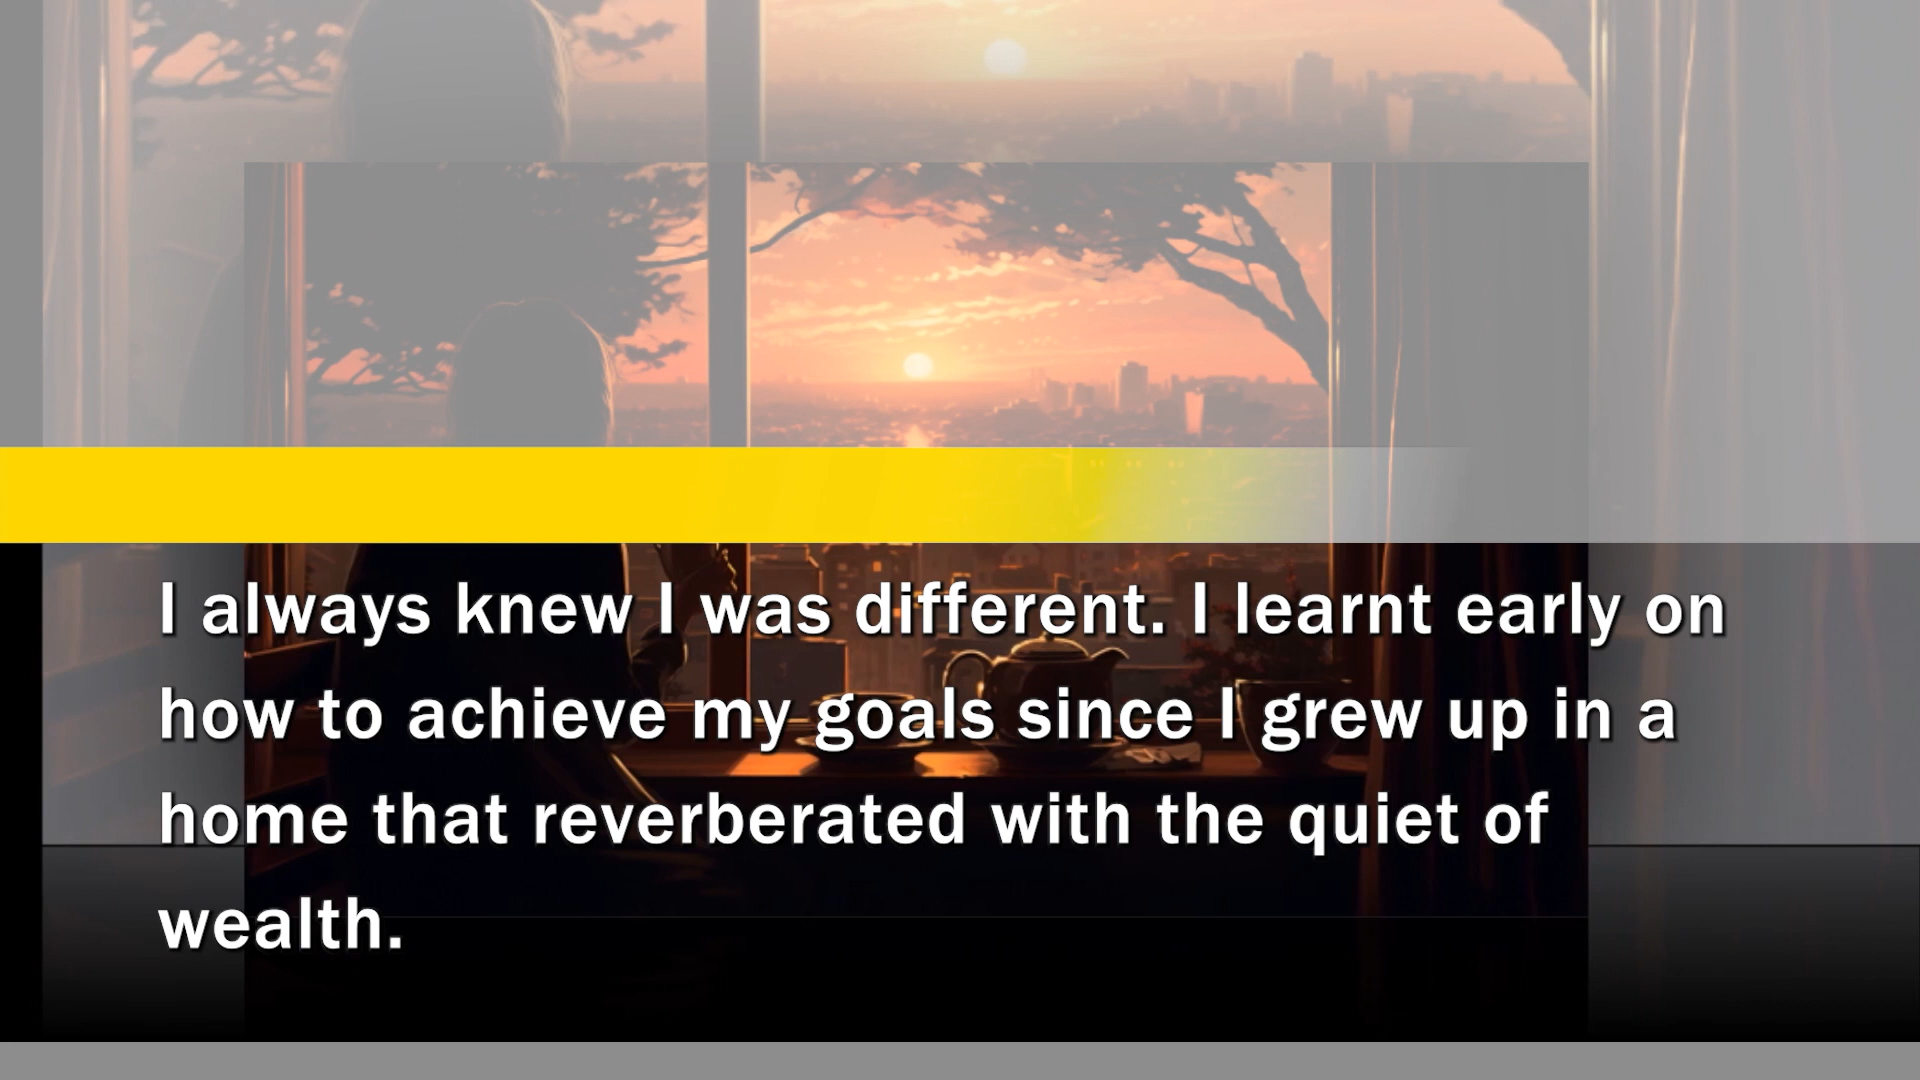 I always knew I was different. I learnt early on
how to achieve my goals since I grew up in a
home that reverberated with the quiet of
wealth.